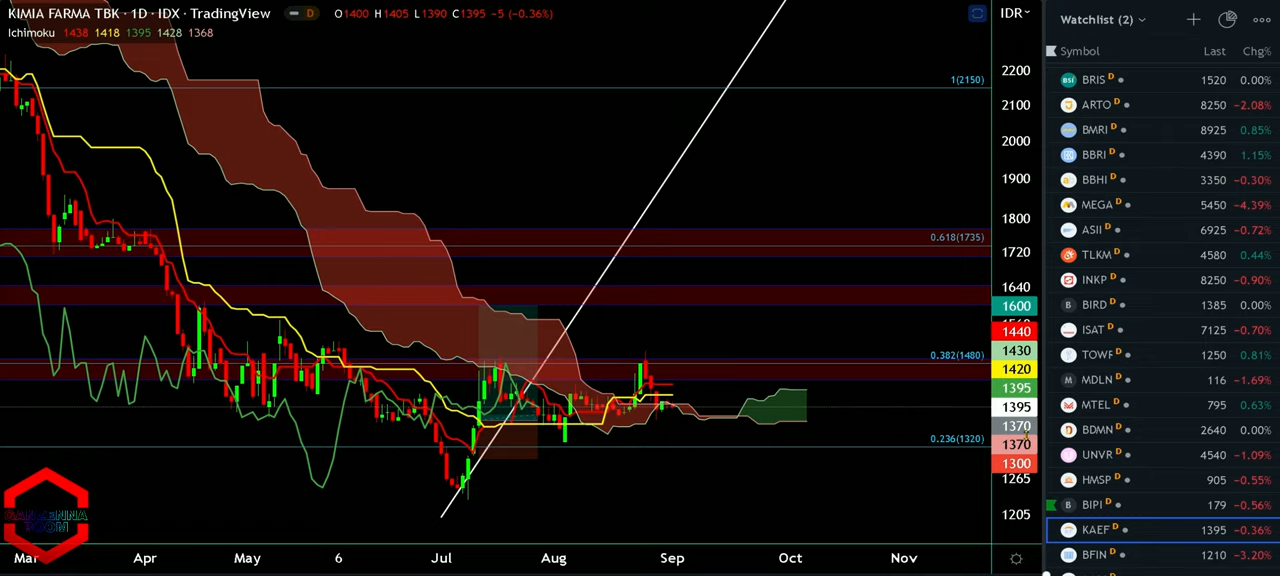 KIMIA FARMA TBK · 1D · IDX · TradingView
D
O1400 H1405 L1390 C1395 -5 (-0.36%)
Ichimoku 1438 1418 1395 1428 1368
IDR
1(2150)
0.618(1735)
0.382(1480)
0.236(1320)
2200
2100
2000
1900
1800
1720
1640
1600
1440
1430
1420
1395
1395
1370
1370
1300
1265
1205
Mar Apr May 6 Jul Aug Sep Oct Nov
Watchlist (2)
Symbol Last Chg%
BRIS D 1520 0.00%
ARTO D 8250 -2.08%
BMRI D 8925 0.85%
BBRI D 4390 1.15%
BBHI D 3350 -0.30%
MEGA D 5450 -4.39%
ASII D 6925 -0.72%
TLKM D 4580 0.44%
INKP D 8250 -0.90%
BIRD D 1385 0.00%
ISAT D 7125 -0.70%
D 1250 0.81%
MDLN D 116 -1.69%
MTEL D 795 0.63%
BDMN D 2640 0.00%
UNVR D 4540 -1.09%
HMSP D 905 -0.55%
BIPI D 179 -0.56%
KAEF D 1395 -0.36%
BFIN D 1210 -3.20%